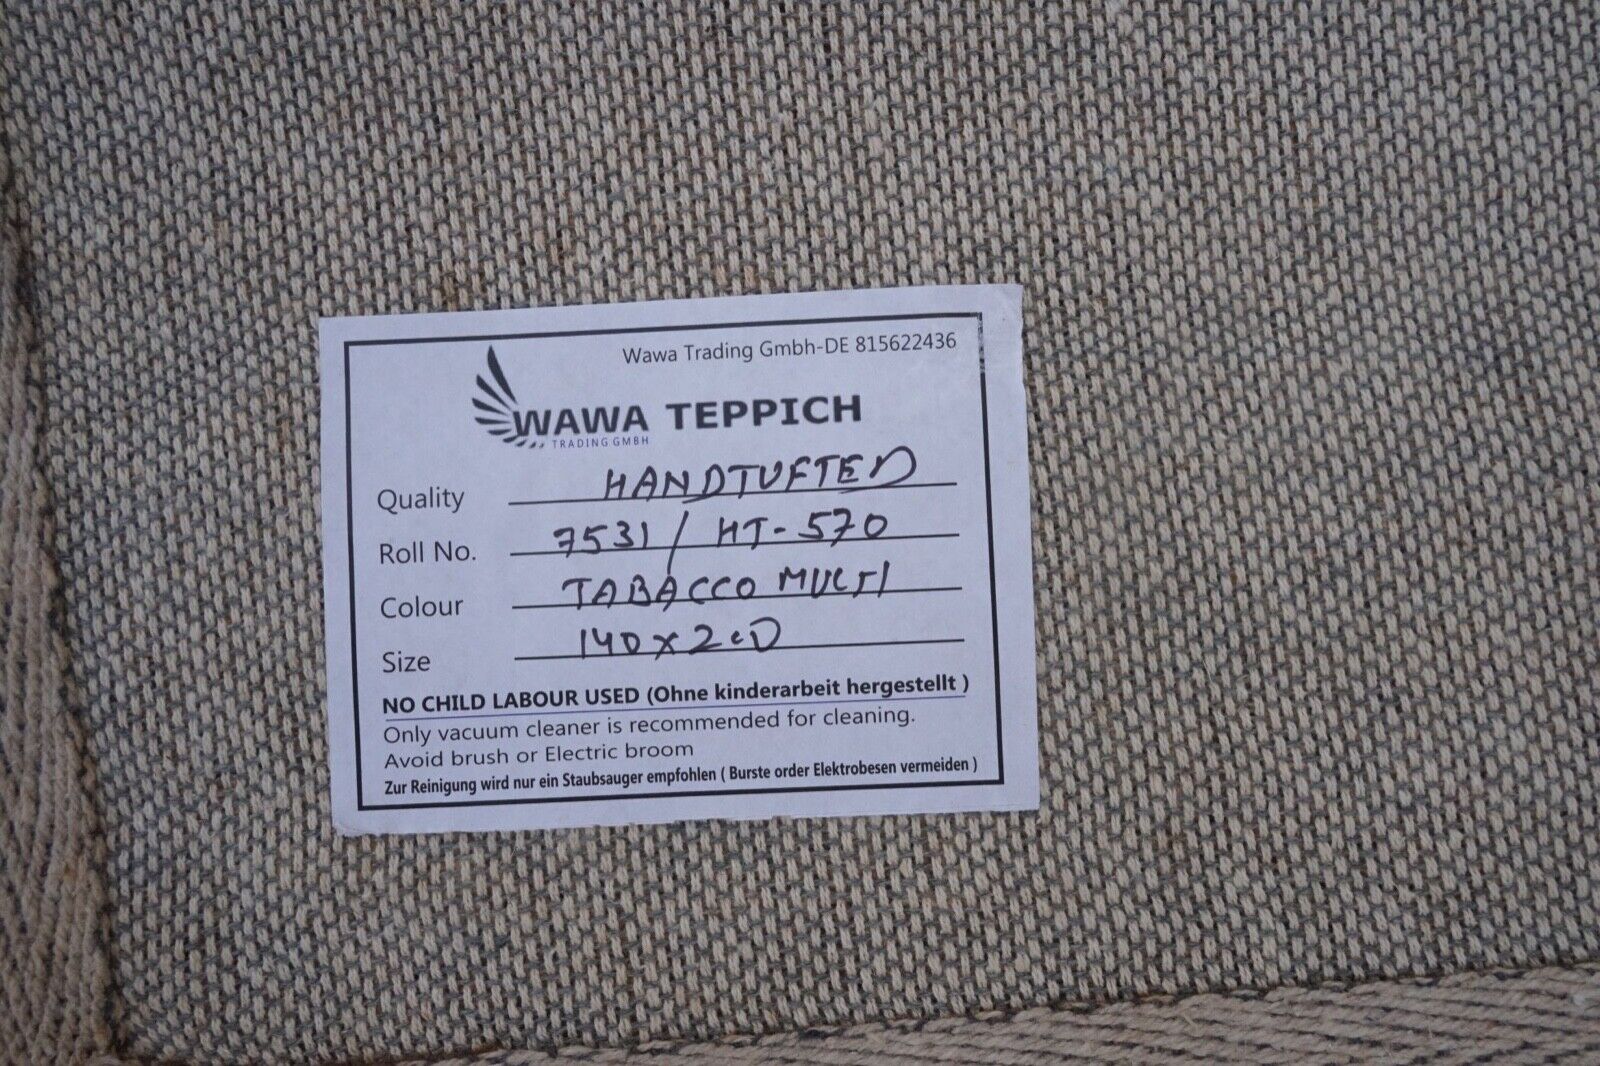 Wawa Trading Gmbh-DE 815622436
WAWA TEPPICH
TRADING GMBH
Quality HANDTUFTED
Roll No. 7531 / HT-570
Colour TABACCO MULTI
Size 140x200
NO CHILD LABOUR USED (Ohne kinderarbeit hergestellt )
Only vacuum cleaner is recommended for cleaning.
Avoid brush or Electric broom
Zur Reinigung wird nur ein Staubsauger empfohlen ( Burste order Elektrobesen vermeiden )